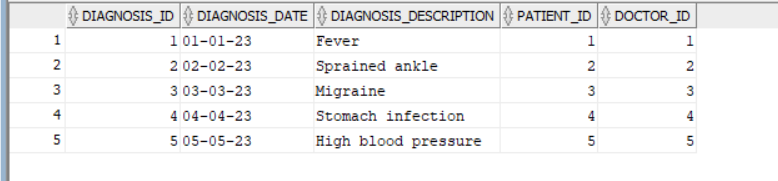 DIAGNOSIS_ID DIAGNOSIS_DATE DIAGNOSIS_DESCRIPTION PATIENT_ID DOCTOR_ID
1 1 01-01-23 Fever 1 1
2 2 02-02-23 Sprained ankle 2 2
3 3 03-03-23 Migraine 3 3
4 4 04-04-23 Stomach infection 4 4
5 5 05-05-23 High blood pressure 5 5